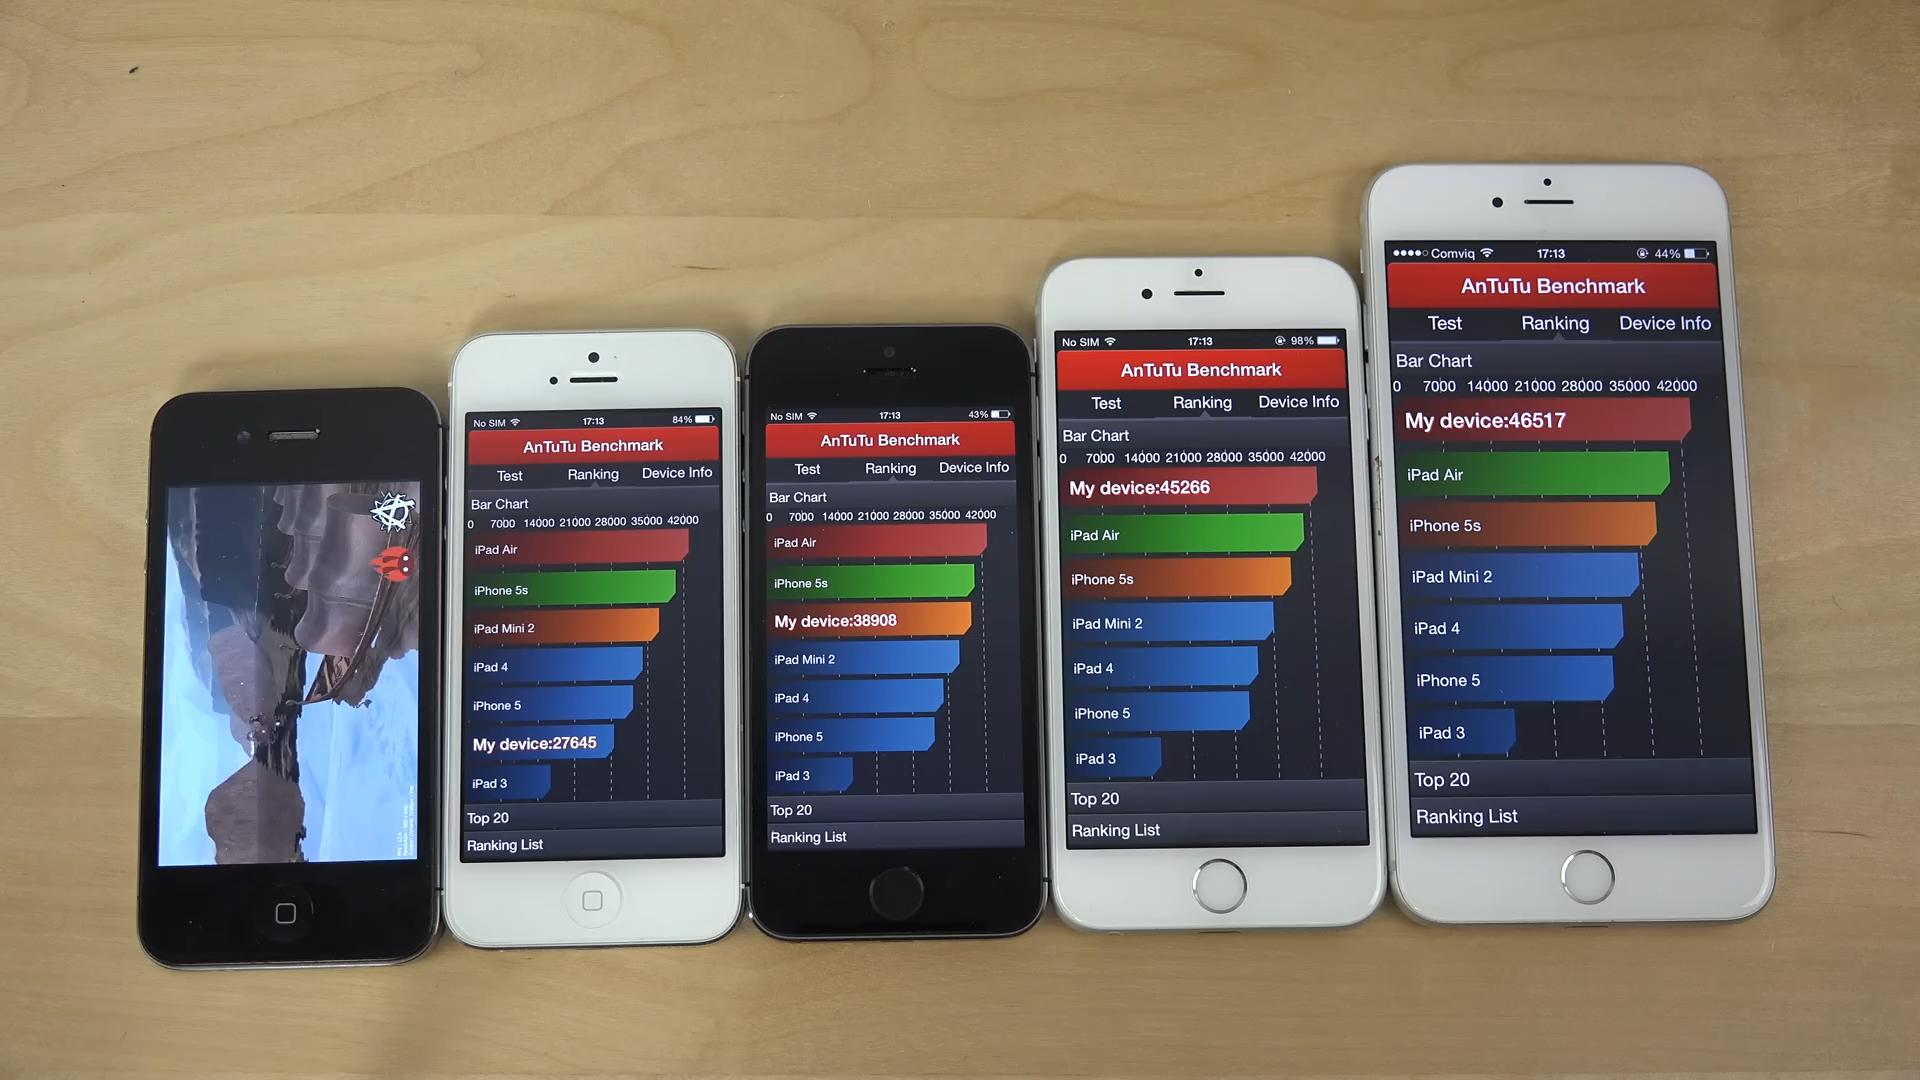 No SIM 17:13 84%
AnTuTu Benchmark
Test Ranking Device Info
Bar Chart
0 7000 14000 21000 28000 35000 42000
iPad Air
iPhone 5s
iPad Mini 2
iPad 4
iPhone 5
My device:27645
iPad 3
Top 20
Ranking List
No SIM 17:13 43%
AnTuTu Benchmark
Test Ranking Device Info
Bar Chart
0 7000 14000 21000 28000 35000 42000
iPad Air
iPhone 5s
My device:38908
iPad Mini 2
iPad 4
iPhone 5
iPad 3
Top 20
Ranking List
No SIM 17:13 98%
AnTuTu Benchmark
Test Ranking Device Info
Bar Chart
0 7000 14000 21000 28000 35000 42000
My device:45266
iPad Air
iPhone 5s
iPad Mini 2
iPad 4
iPhone 5
iPad 3
Top 20
Ranking List
Comviq 17:13 44%
AnTuTu Benchmark
Test Ranking Device Info
Bar Chart
0 7000 14000 21000 28000 35000 42000
My device:46517
iPad Air
iPhone 5s
iPad Mini 2
iPad 4
iPhone 5
iPad 3
Top 20
Ranking List